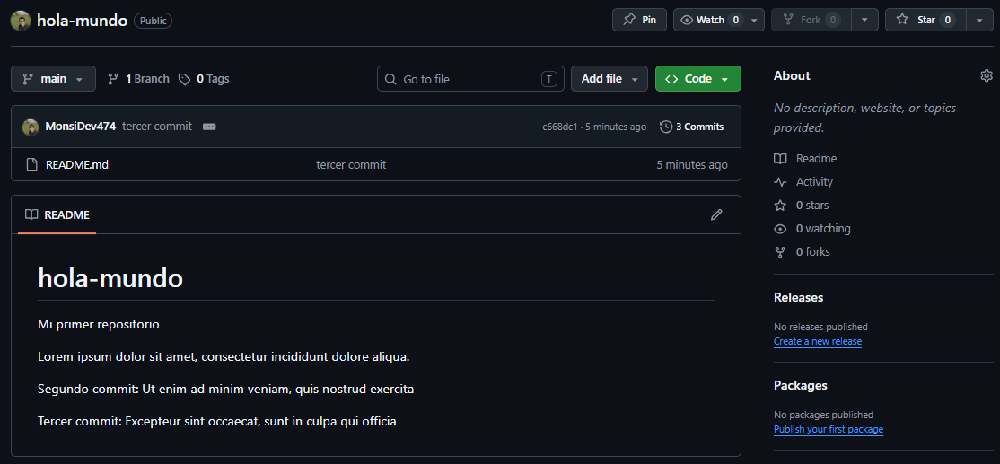 hola-mundo Public Pin Watch 0 Fork 0 Star 0
main 1 Branch 0 Tags Go to file T Add file Code
MonsiDev474 tercer commit c668dc1 · 5 minutes ago 3 Commits
README.md tercer commit 5 minutes ago
README
hola-mundo
Mi primer repositorio
Lorem ipsum dolor sit amet, consectetur incididunt dolore aliqua.
Segundo commit: Ut enim ad minim veniam, quis nostrud exercita
Tercer commit: Excepteur sint occaecat, sunt in culpa qui officia
About
No description, website, or topics
provided.
Readme
Activity
0 stars
0 watching
0 forks
Releases
No releases published
Create a new release
Packages
No packages published
Publish your first package